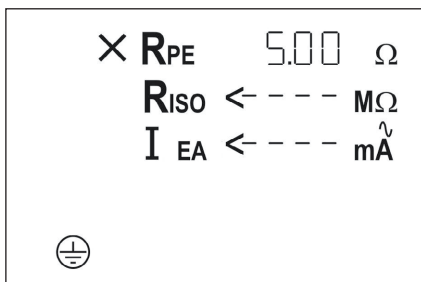 × RPE 5.00 Ω
RISO <---- MΩ
I EA <---- mA